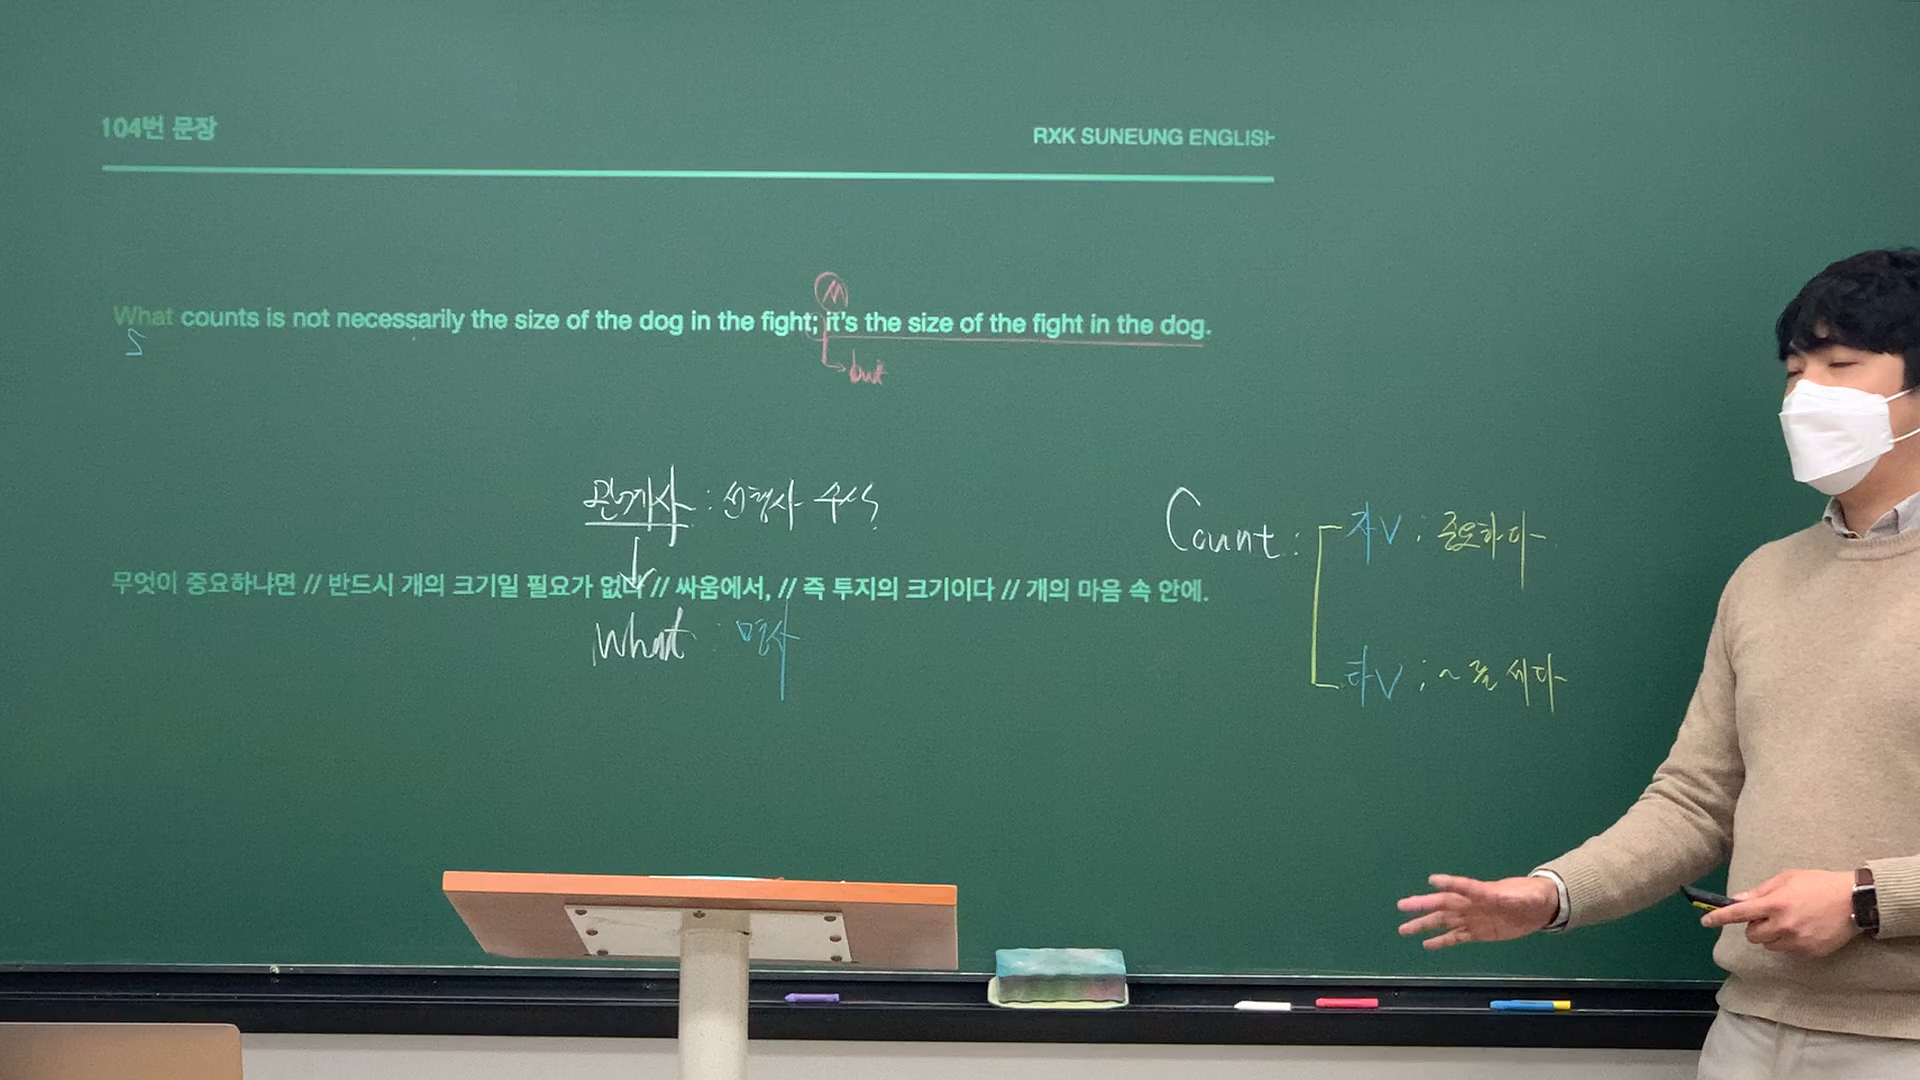 104번 문장
RXK SUNEUNG ENGLISH
M
What counts is not necessarily the size of the dog in the fight; it's the size of the fight in the dog.
S
but
관계사 : 선행사 수식
Count : 자V : 중요하다
무엇이 중요하냐면 // 반드시 개의 크기일 필요가 없다 // 싸움에서, // 즉 투지의 크기이다 // 개의 마음 속 안에.
What : 명사
타V : ~를 세다